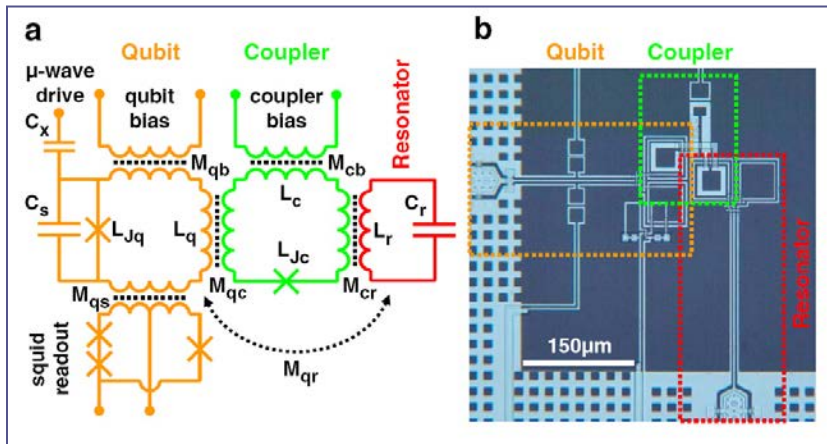 a
Qubit
Coupler
μ-wave
drive
qubit
bias
coupler
bias
Resonator
Cx
Mqb
Mcb
Cs
LJq
Lq
Lc
LJc
Lr
Cr
Mqs
Mqc
Mcr
squid
readout
Mqr
b
Qubit
Coupler
Resonator
150μm